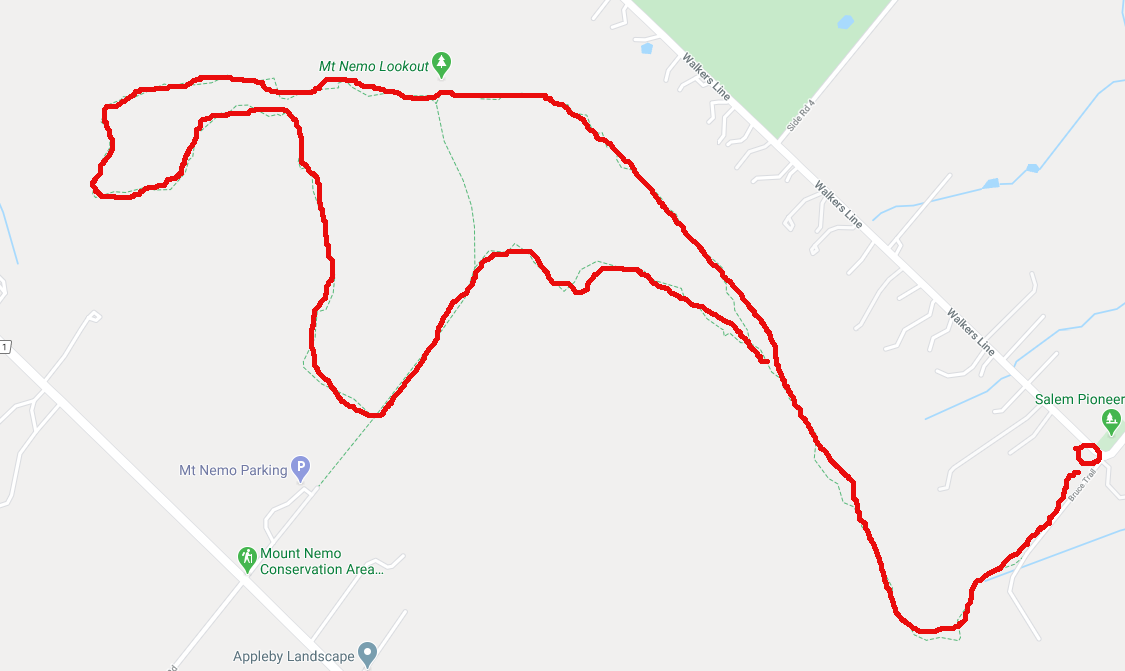 Mt Nemo Lookout
Walkers Line
Side Rd 4
Walkers Line
Walkers Line
1
Salem Pioneer
Mt Nemo Parking
Bruce Trail
Mount Nemo
Conservation Area...
Appleby Landscape